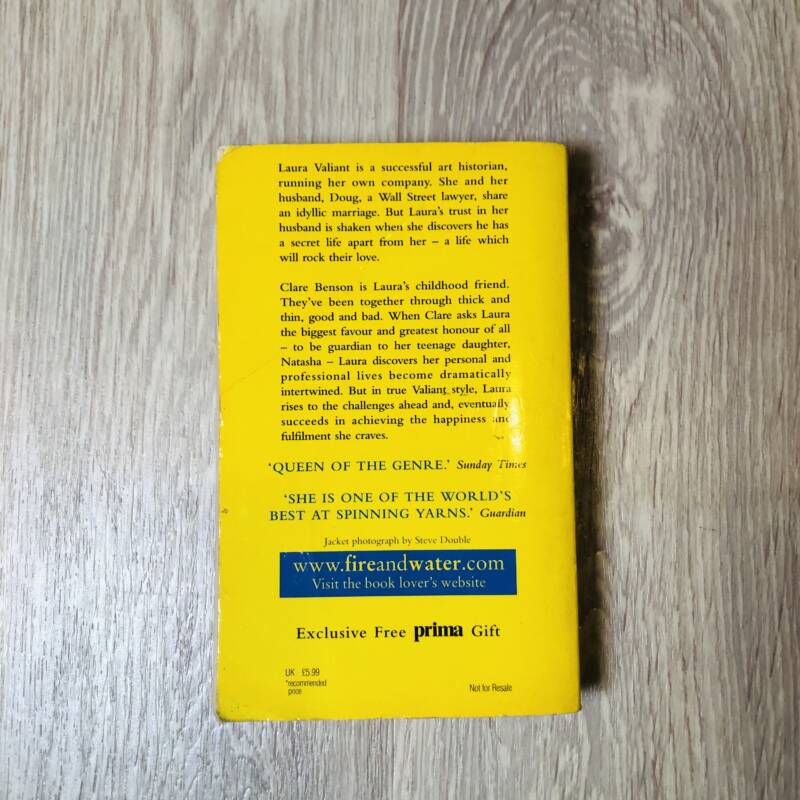 Laura Valiant is a successful art historian,
running her own company. She and her
husband, Doug, a Wall Street lawyer, share
an idyllic marriage. But Laura's trust in her
husband is shaken when she discovers he has
a secret life apart from her – a life which
will rock their love.
Clare Benson is Laura's childhood friend.
They've been together through thick and
thin, good and bad. When Clare asks Laura
the biggest favour and greatest honour of all
– to be guardian to her teenage daughter,
Natasha – Laura discovers her personal and
professional lives become dramatically
intertwined. But in true Valiant style, Laura
rises to the challenges ahead and, eventually
succeeds in achieving the happiness and
fulfilment she craves.
'QUEEN OF THE GENRE.' Sunday Times
'SHE IS ONE OF THE WORLD'S
BEST AT SPINNING YARNS.' Guardian
Jacket photograph by Steve Double
www.fireandwater.com
Visit the book lover's website
Exclusive Free prima Gift
UK £5.99
*recommended
price
Not for Resale